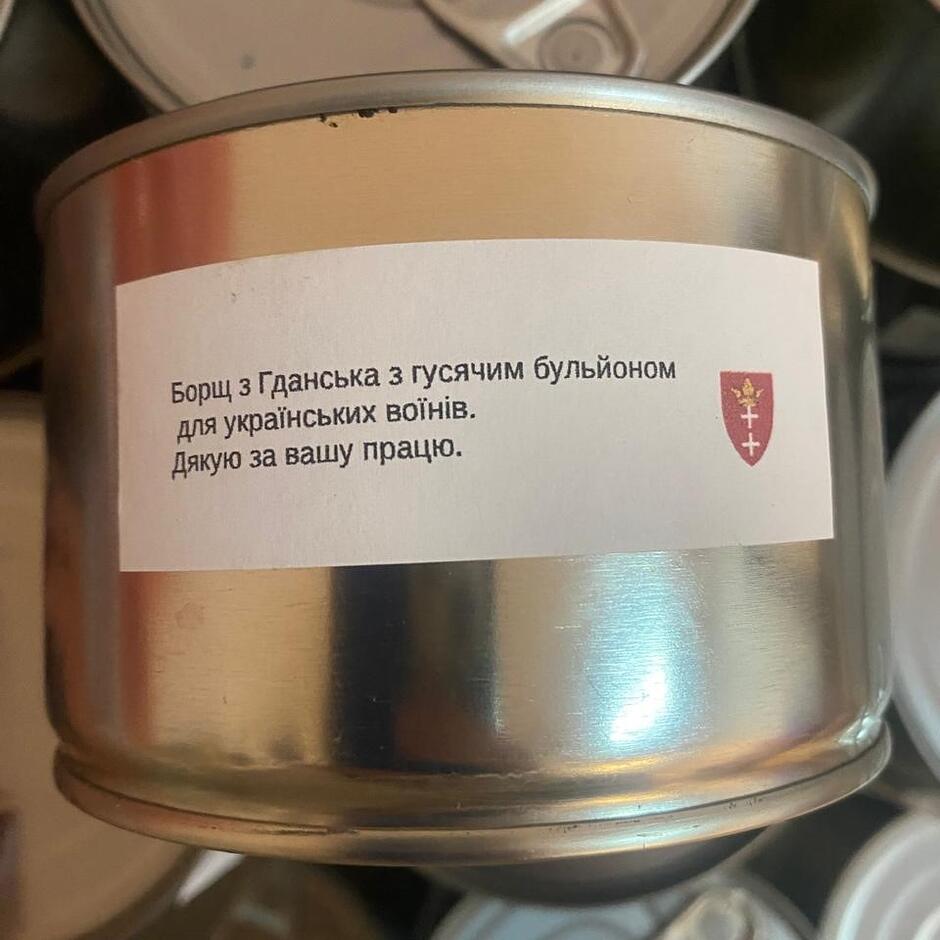 Борщ з Гданська з гусячим бульйоном
для українських воїнів.
Дякую за вашу працю.